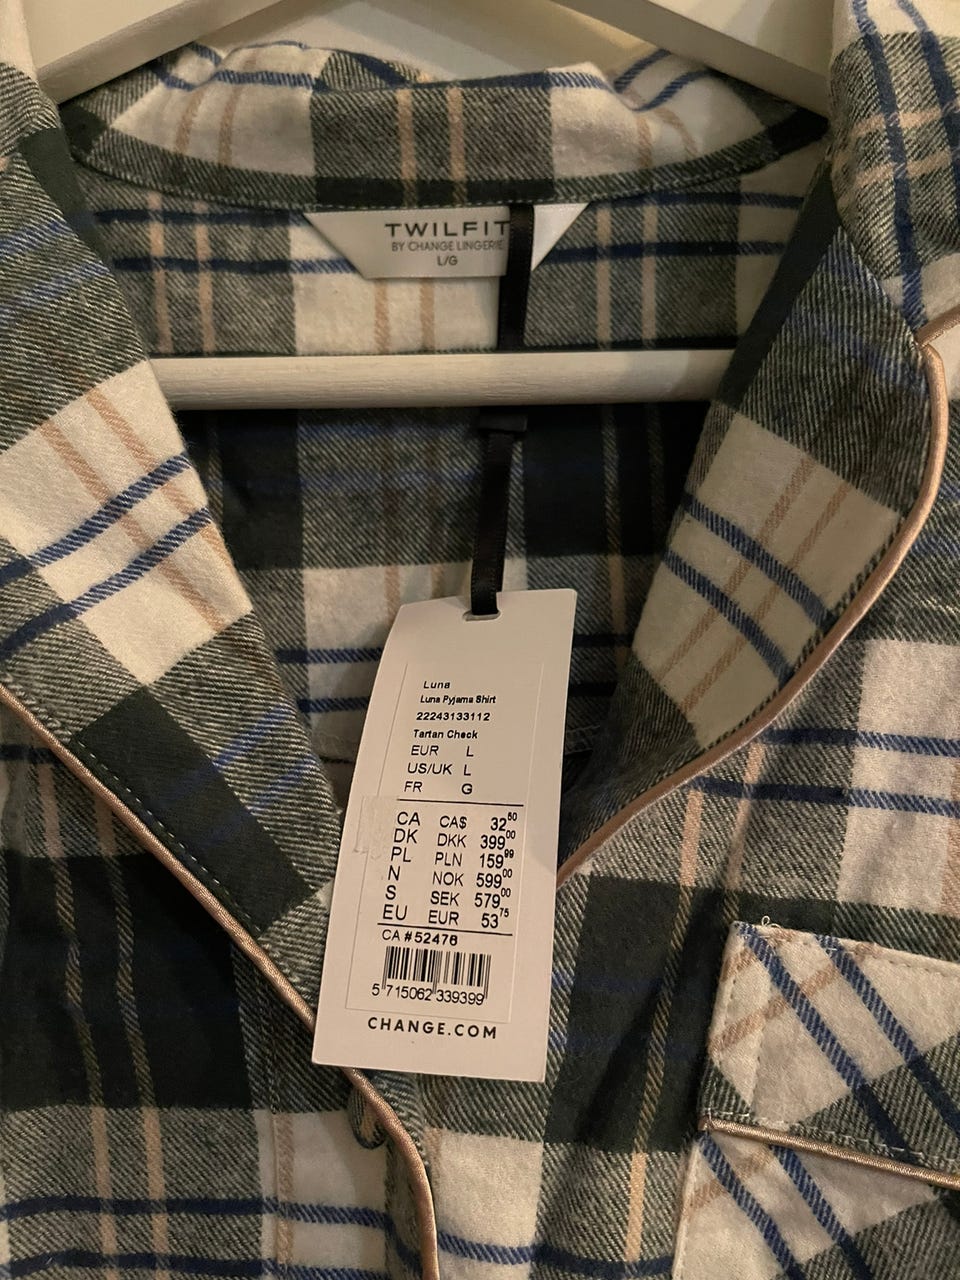 TWILFIT
BY CHANGE LINGERIE
L/G
Luna
Luna Pyjama Shirt
22243133112
Tartan Check
EUR L
US/UK L
FR G
CA CA$ 32.50
DK DKK 399.00
PL PLN 159.99
N NOK 599.00
S SEK 579.00
EU EUR 53.75
CA #52476
5 715062 339399
CHANGE.COM